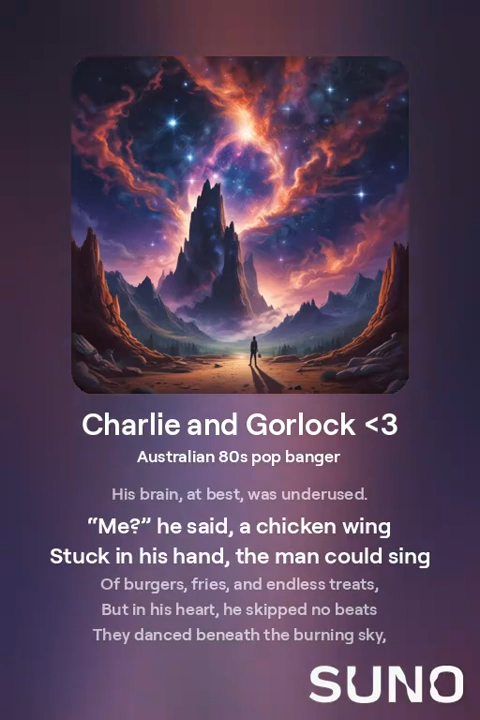 Charlie and Gorlock <3
Australian 80s pop banger
His brain, at best, was underused.
“Me?” he said, a chicken wing
Stuck in his hand, the man could sing
Of burgers, fries, and endless treats,
But in his heart, he skipped no beats
They danced beneath the burning sky,
SUNO